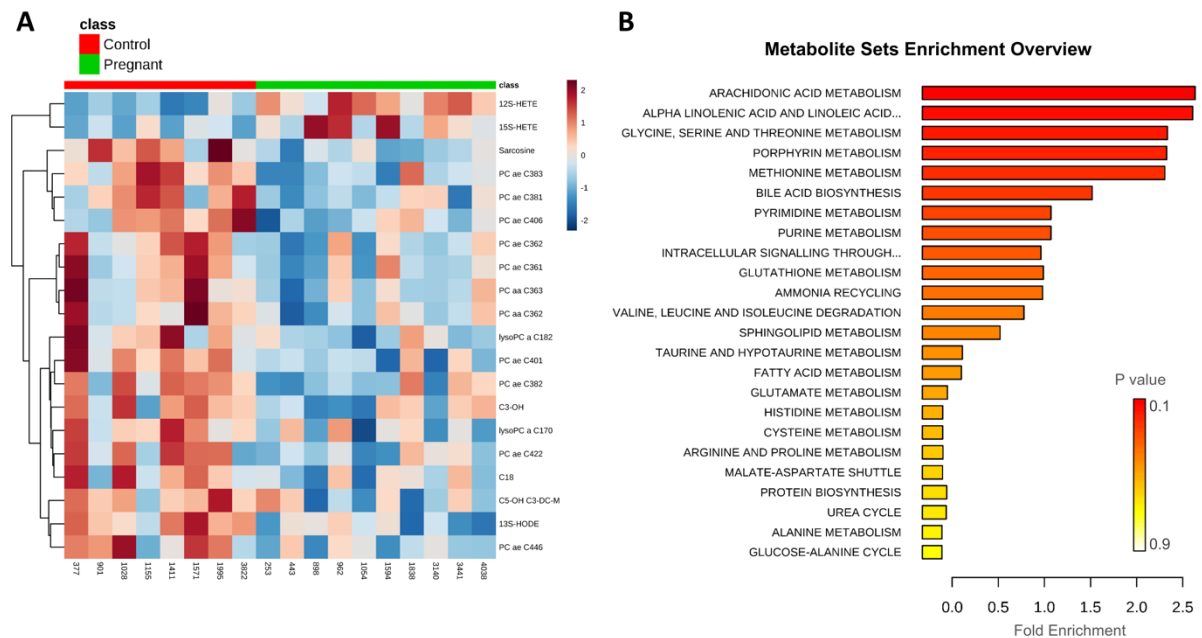 A
class
Control
Pregnant
class
12S-HETE
15S-HETE
Sarcosine
PC ae C383
PC ae C381
PC ae C406
PC ae C362
PC ae C361
PC aa C363
PC aa C362
lysoPC a C182
PC ae C401
PC ae C382
C3-OH
lysoPC a C170
PC ae C422
C18
C5-OH C3-DC-M
13S-HODE
PC ae C446
2
1
0
-1
-2
377
901
1028
1155
1411
1571
1995
3822
253
443
898
962
1054
1594
1838
3140
3441
4038
B
Metabolite Sets Enrichment Overview
ARACHIDONIC ACID METABOLISM
ALPHA LINOLENIC ACID AND LINOLEIC ACID...
GLYCINE, SERINE AND THREONINE METABOLISM
PORPHYRIN METABOLISM
METHIONINE METABOLISM
BILE ACID BIOSYNTHESIS
PYRIMIDINE METABOLISM
PURINE METABOLISM
INTRACELLULAR SIGNALLING THROUGH...
GLUTATHIONE METABOLISM
AMMONIA RECYCLING
VALINE, LEUCINE AND ISOLEUCINE DEGRADATION
SPHINGOLIPID METABOLISM
TAURINE AND HYPOTAURINE METABOLISM
FATTY ACID METABOLISM
GLUTAMATE METABOLISM
HISTIDINE METABOLISM
CYSTEINE METABOLISM
ARGININE AND PROLINE METABOLISM
MALATE-ASPARTATE SHUTTLE
PROTEIN BIOSYNTHESIS
UREA CYCLE
ALANINE METABOLISM
GLUCOSE-ALANINE CYCLE
P value
0.1
0.9
0.0 0.5 1.0 1.5 2.0 2.5
Fold Enrichment